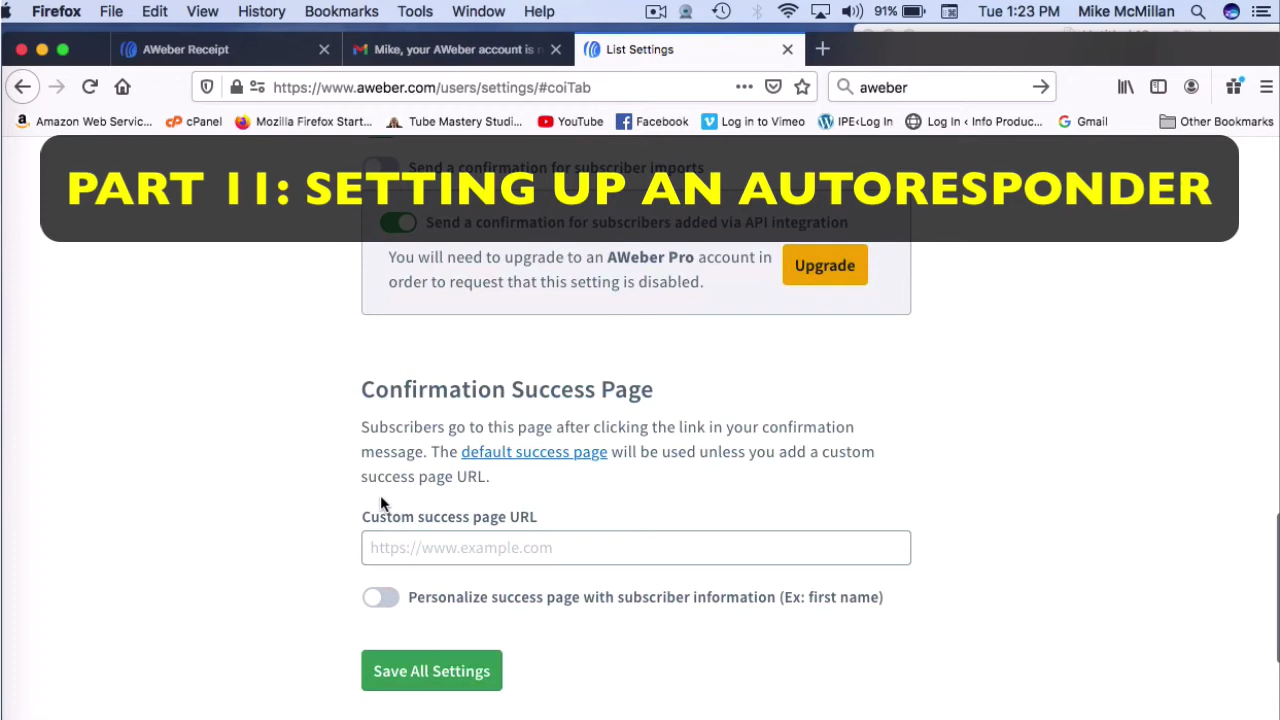 Firefox File Edit View History Bookmarks Tools Window Help 91% Tue 1:23 PM Mike McMillan
AWeber Receipt Mike, your AWeber account is n List Settings
https://www.aweber.com/users/settings/#coiTab aweber
Amazon Web Servic... cPanel Mozilla Firefox Start... Tube Mastery Studi... YouTube Facebook Log in to Vimeo IPE‹Log In Log In ‹ Info Produc... Gmail Other Bookmarks
Send a confirmation for subscriber imports
PART 11: SETTING UP AN AUTORESPONDER
Send a confirmation for subscribers added via API integration
You will need to upgrade to an AWeber Pro account in
order to request that this setting is disabled.
Upgrade
Confirmation Success Page
Subscribers go to this page after clicking the link in your confirmation
message. The default success page will be used unless you add a custom
success page URL.
Custom success page URL
https://www.example.com
Personalize success page with subscriber information (Ex: first name)
Save All Settings